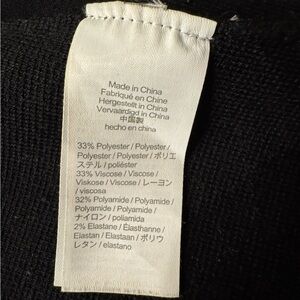 Made in China
Fabriqué en Chine
Hergestellt in China
Vervaardigd in China
中国製
hecho en china
33% Polyester / Polyester /
Polyester / Polyester / ポリエ
ステル / poliéster
33% Viscose / Viscose /
Viskose / Viscose / レーヨン
/ viscosa
32% Polyamide / Polyamide /
Polyamide / Polyamide /
ナイロン / poliamida
2% Elastane / Élasthanne /
Elastan / Elastaan / ポリウ
レタン / elastano